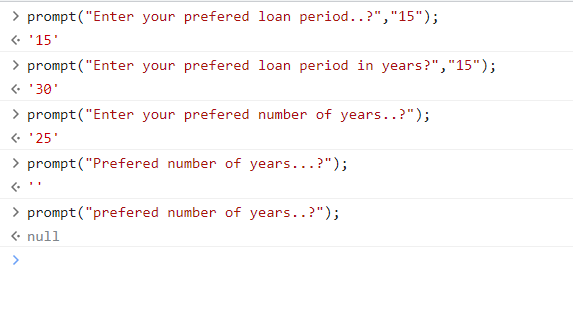 > prompt("Enter your prefered loan period..?","15");
'15'
> prompt("Enter your prefered loan period in years?","15");
'30'
> prompt("Enter your prefered number of years..?");
'25'
> prompt("Prefered number of years...?");
''
> prompt("prefered number of years..?");
null
>